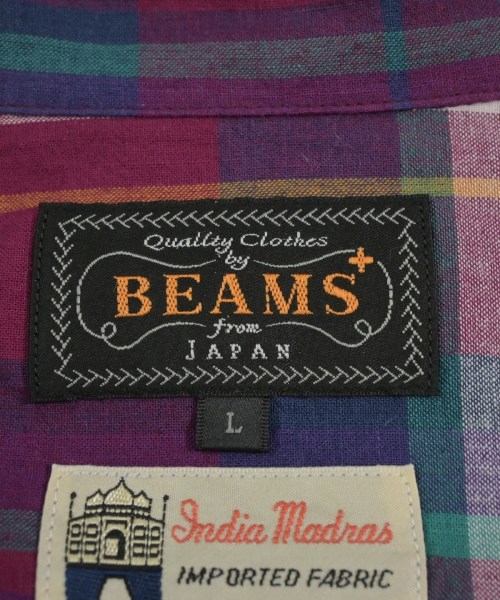 Quality Clothes
by
BEAMS+
from
JAPAN
L
India Madras
IMPORTED FABRIC